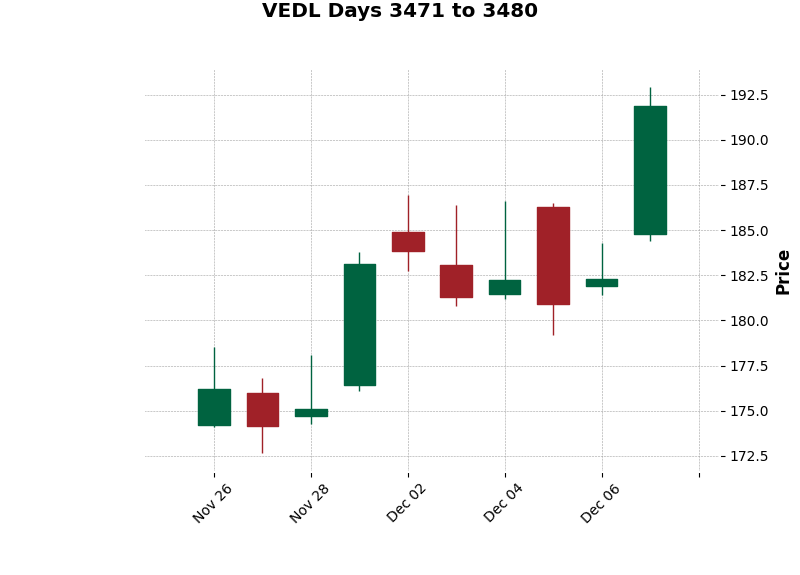 VEDL Days 3471 to 3480
192.5
190.0
187.5
185.0
182.5
180.0
177.5
175.0
172.5
Price
Nov 26
Nov 28
Dec 02
Dec 04
Dec 06